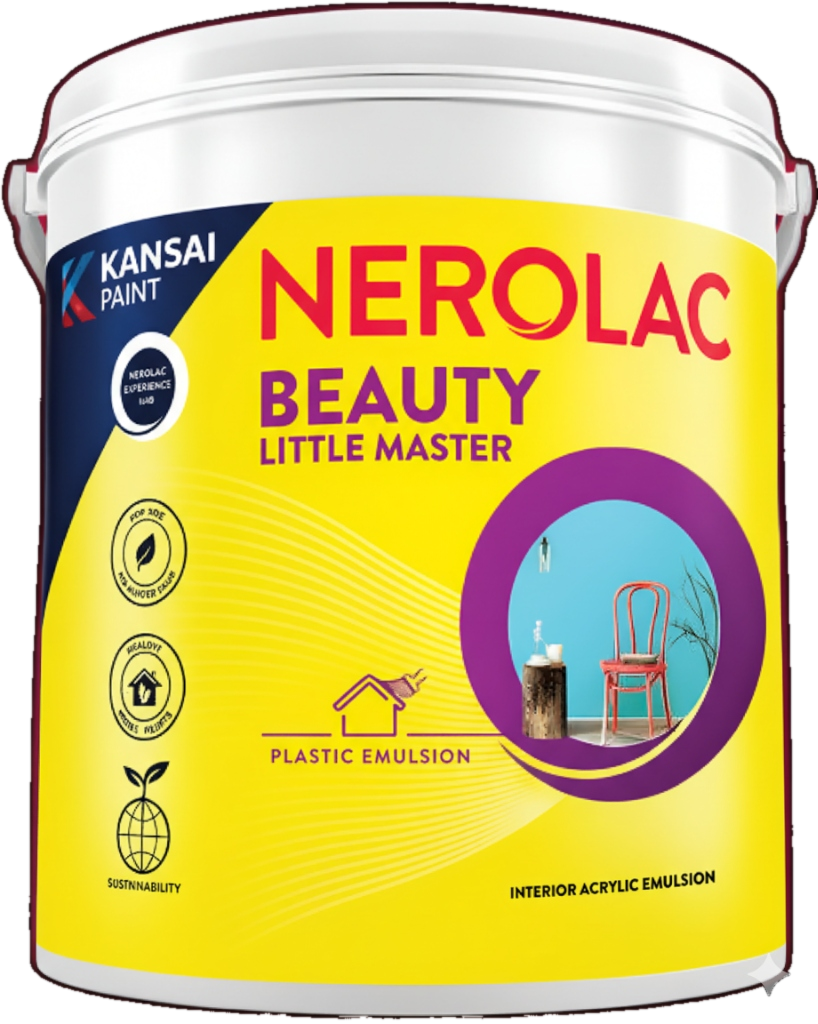 KANSAI
PAINT
NEROLAC
NEROLAC
EXPERIENCE
BEAUTY
LITTLE MASTER
PLASTIC EMULSION
SUSTNNABILITY
INTERIOR ACRYLIC EMULSION